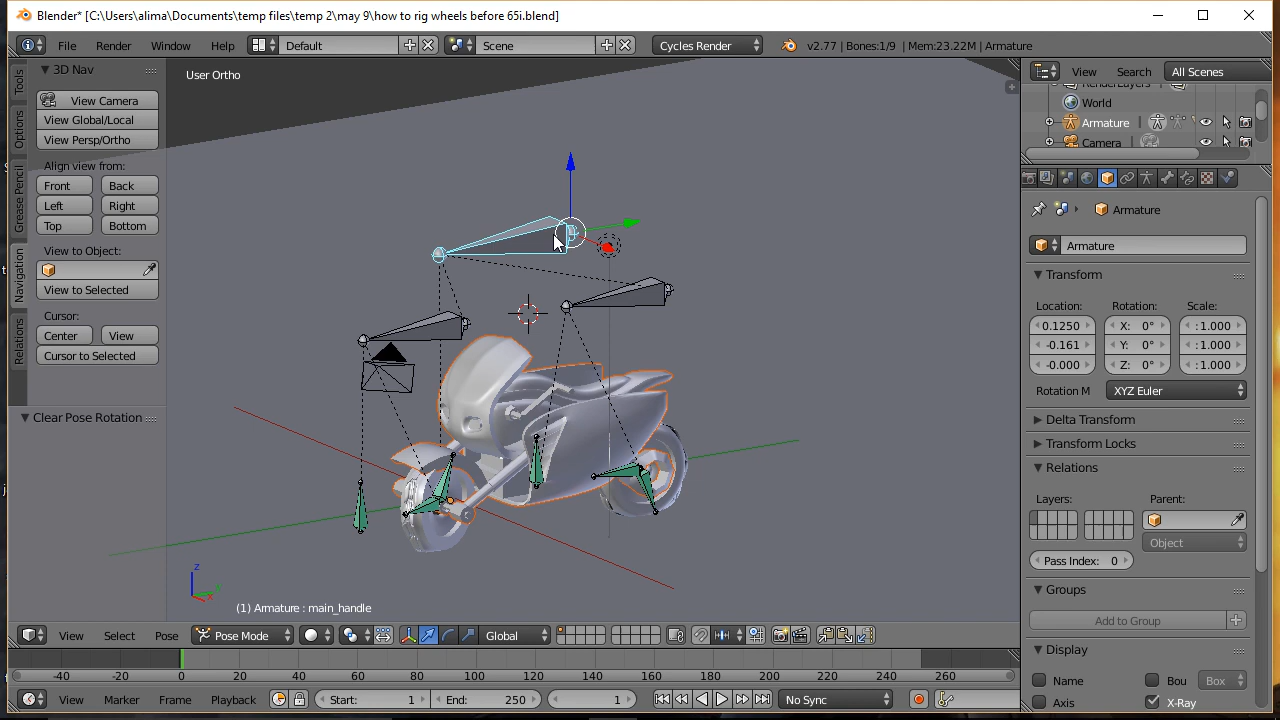 Blender* [C:\Users\alima\Documents\temp files\temp 2\may 9\how to rig wheels before 65i.blend]
File Render Window Help Default Scene Cycles Render v2.77 | Bones:1/9 | Mem:23.22M | Armature
View Search All Scenes
RenderLayers
World
Armature
Camera
Tools
Options
Grease Pencil
Navigation
Relations
3D Nav
View Camera
View Global/Local
View Persp/Ortho
Align view from:
Front Back
Left Right
Top Bottom
View to Object:
View to Selected
Cursor:
Center View
Cursor to Selected
Clear Pose Rotation
User Ortho
z
(1) Armature : main_handle
Armature
Armature
Transform
Location: Rotation: Scale:
0.1250 X: 0° : 1.000
-0.161 Y: 0° : 1.000
-0.000 Z: 0° : 1.000
Rotation M XYZ Euler
Delta Transform
Transform Locks
Relations
Layers: Parent:
Object
Pass Index: 0
Groups
Add to Group
Display
Name Bou Box
Axis X-Ray
View Select Pose Pose Mode Global
-40 -20 0 20 40 60 80 100 120 140 160 180 200 220 240 260
View Marker Frame Playback Start: 1 End: 250 1 No Sync